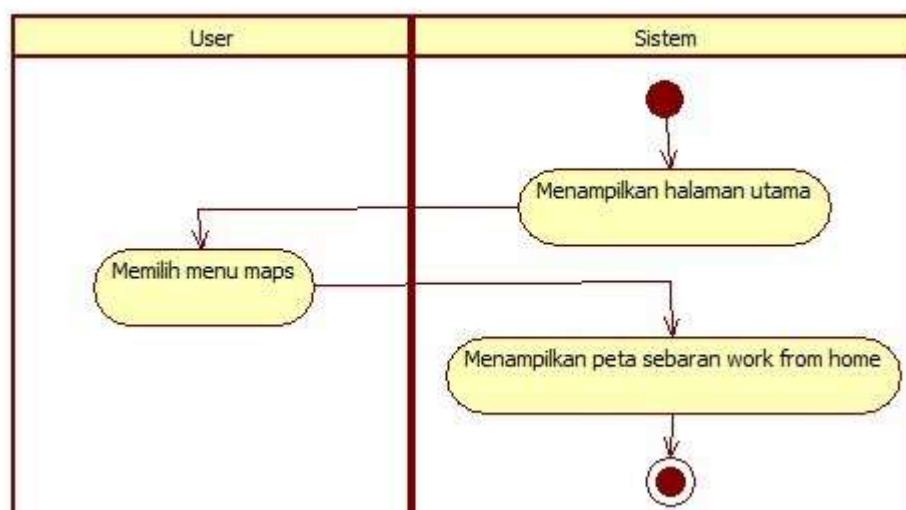 User
Sistem
Menampilkan halaman utama
Memilih menu maps
Menampilkan peta sebaran work from home